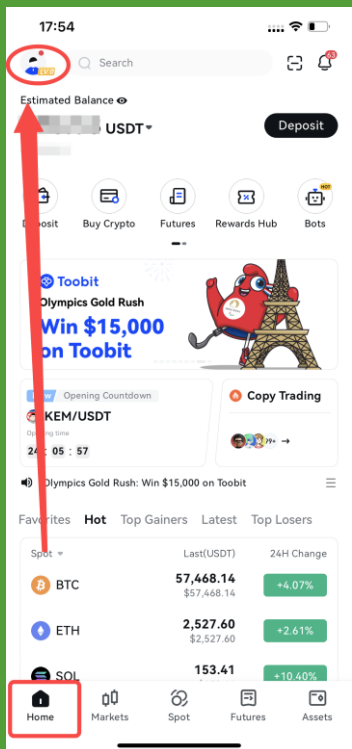 17:54
Search
63
Estimated Balance
USDT
Deposit
HOT
Deposit Buy Crypto Futures Rewards Hub Bots
Toobit
Olympics Gold Rush
Win $15,000
on Toobit
Opening Countdown
Copy Trading
KEM/USDT
Opening time
79+
24 : 05 : 57
Olympics Gold Rush: Win $15,000 on Toobit
Favorites Hot Top Gainers Latest Top Losers
Spot Last(USDT) 24H Change
BTC 57,468.14 +4.07%
$57,468.14
ETH 2,527.60 +2.61%
$2,527.60
SOL 153.41 +10.40%
Home Markets Spot Futures Assets